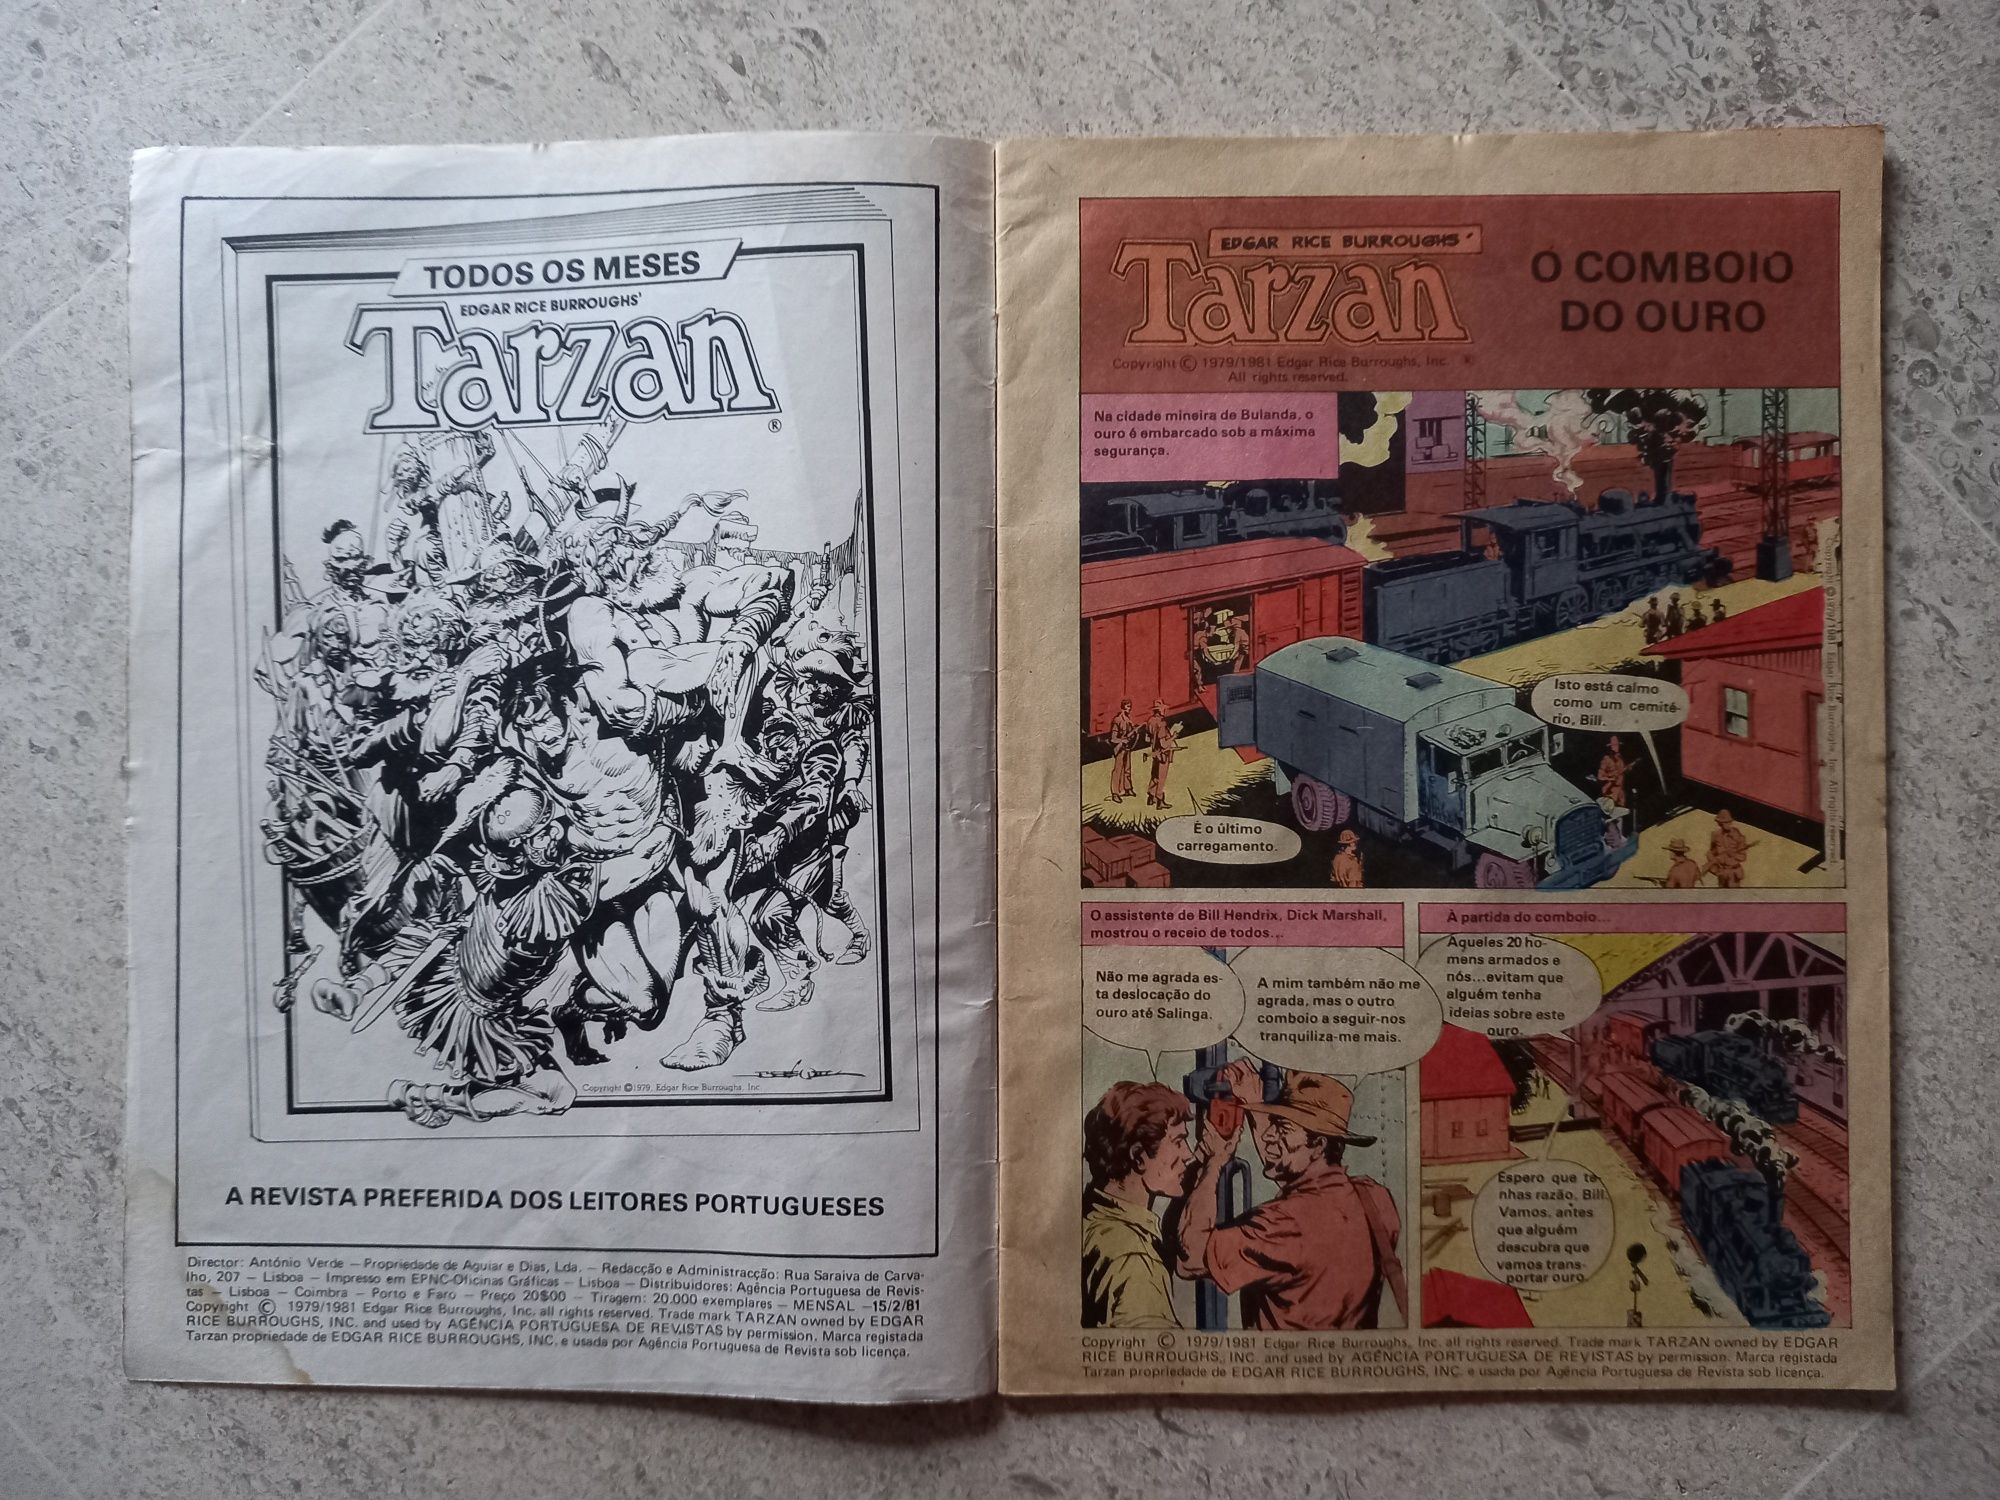 TODOS OS MESES
EDGAR RICE BURROUGHS'
Tarzan
®
Copyright ©1979, Edgar Rice Burroughs, Inc.
A REVISTA PREFERIDA DOS LEITORES PORTUGUESES
Director: António Verde — Propriedade de Aguiar e Dias, Lda. — Redacção e Administracção: Rua Saraiva de Carva-
lho, 207 — Lisboa — Impresso em EPNC-Oficinas Gráficas — Lisboa — Distribuidores: Agência Portuguesa de Revis-
tas — Lisboa — Coimbra — Porto e Faro — Preço 20$00 — Tiragem: 20.000 exemplares — MENSAL —15/2/81
Copyright © 1979/1981 Edgar Rice Burroughs, Inc. all rights reserved. Trade mark TARZAN owned by EDGAR
RICE BURROUGHS, INC. and used by AGÊNCIA PORTUGUESA DE REVISTAS by permission. Marca registada
Tarzan propriedade de EDGAR RICE BURROUGHS, INC. e usada por Agência Portuguesa de Revista sob licença.
EDGAR RICE BURROUGHS'
Tarzan
Copyright © 1979/1981 Edgar Rice Burroughs, Inc. ®
All rights reserved.
O COMBOIO
DO OURO
Na cidade mineira de Bulanda, o
ouro é embarcado sob a máxima
segurança.
Isto está calmo
como um cemité-
rio, Bill.
É o último
carregamento.
Copyright © 1979/1981 Edgar Rice Burroughs, Inc. All rights reserved.
O assistente de Bill Hendrix, Dick Marshall,
mostrou o receio de todos...
Não me agrada es-
ta deslocação do
ouro até Salinga.
A mim também não me
agrada, mas o outro
comboio a seguir-nos
tranquiliza-me mais.
À partida do comboio...
Aqueles 20 ho-
mens armados e
nós...evitam que
alguém tenha
ideias sobre este
ouro.
Espero que te-
nhas razão, Bill.
Vamos, antes
que alguém
descubra que
vamos trans-
portar ouro.
Copyright © 1979/1981 Edgar Rice Burroughs, Inc. all rights reserved. Trade mark TARZAN owned by EDGAR
RICE BURROUGHS, INC. and used by AGÊNCIA PORTUGUESA DE REVISTAS by permission. Marca registada
Tarzan propriedade de EDGAR RICE BURROUGHS, INC. e usada por Agência Portuguesa de Revista sob licença.